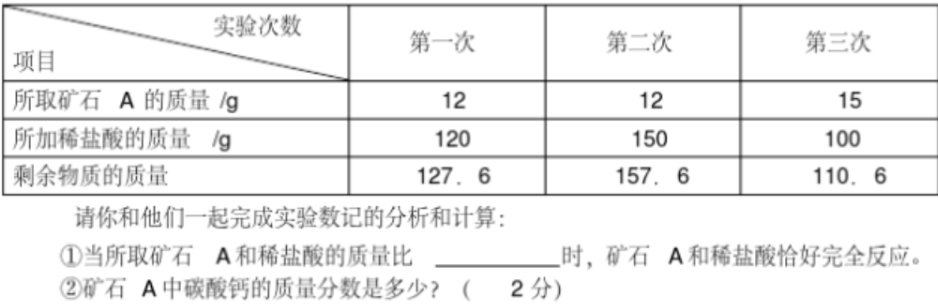 实验次数
项目 第一次 第二次 第三次
所取矿石 A 的质量 /g 12 12 15
所加稀盐酸的质量 /g 120 150 100
剩余物质的质量 127.6 157.6 110.6
请你和他们一起完成实验数记的分析和计算：
①当所取矿石 A 和稀盐酸的质量比 ________时，矿石 A 和稀盐酸恰好完全反应。
②矿石 A 中碳酸钙的质量分数是多少？（ 2 分）